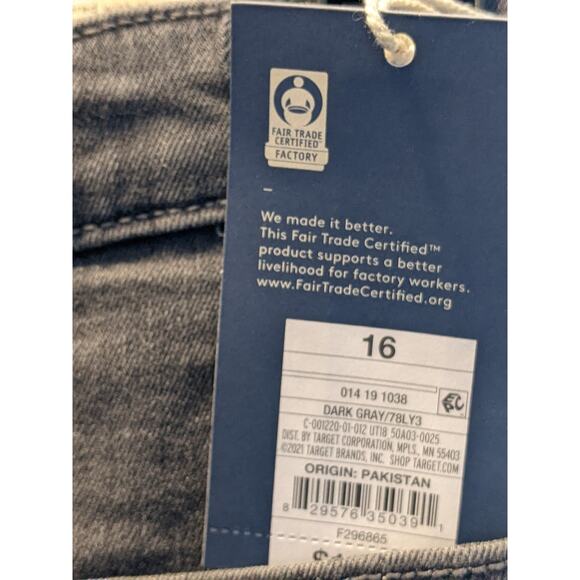 FAIR TRADE
CERTIFIED™
FACTORY
–
We made it better.
This Fair Trade Certified™
product supports a better
livelihood for factory workers.
www.FairTradeCertified.org
16
014 19 1038
DARK GRAY/78LY3
C-001220-01-012 UT18 50A03-0025
DIST. BY TARGET CORPORATION, MPLS., MN 55403
©2021 TARGET BRANDS, INC. SHOP TARGET.COM
ORIGIN: PAKISTAN
8 29576 35039 1
F296865